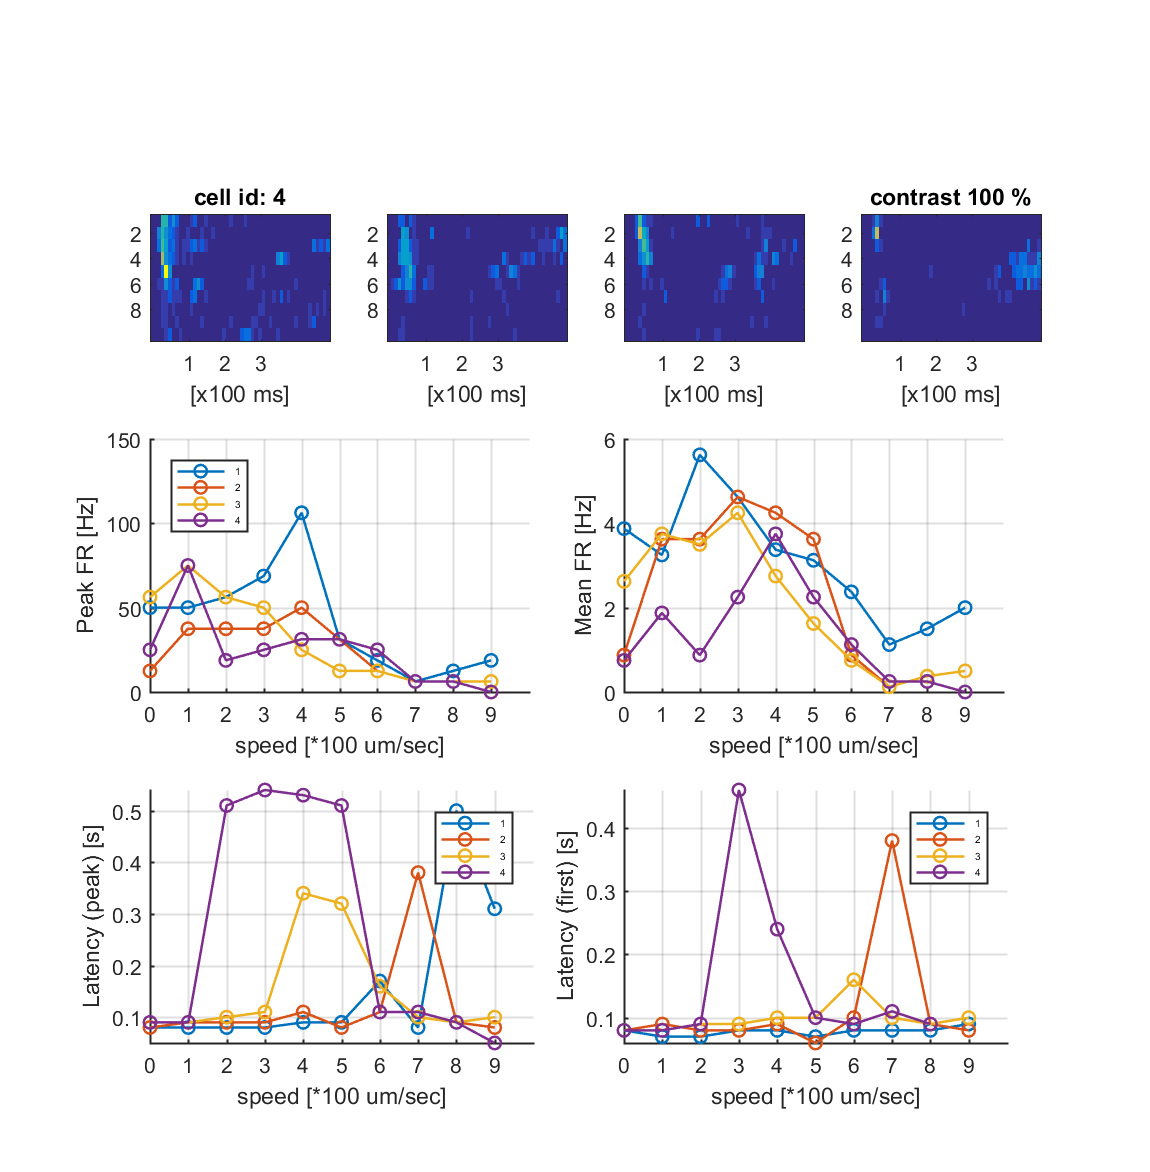 cell id: 4
contrast 100 %
2
4
6
8
2
4
6
8
2
4
6
8
2
4
6
8
1 2 3
1 2 3
1 2 3
1 2 3
[x100 ms]
[x100 ms]
[x100 ms]
[x100 ms]
Peak FR [Hz]
150
100
50
0
1
2
3
4
0 1 2 3 4 5 6 7 8 9
speed [*100 um/sec]
Mean FR [Hz]
6
4
2
0
0 1 2 3 4 5 6 7 8 9
speed [*100 um/sec]
Latency (peak) [s]
0.5
0.4
0.3
0.2
0.1
1
2
3
4
0 1 2 3 4 5 6 7 8 9
speed [*100 um/sec]
Latency (first) [s]
0.4
0.3
0.2
0.1
1
2
3
4
0 1 2 3 4 5 6 7 8 9
speed [*100 um/sec]